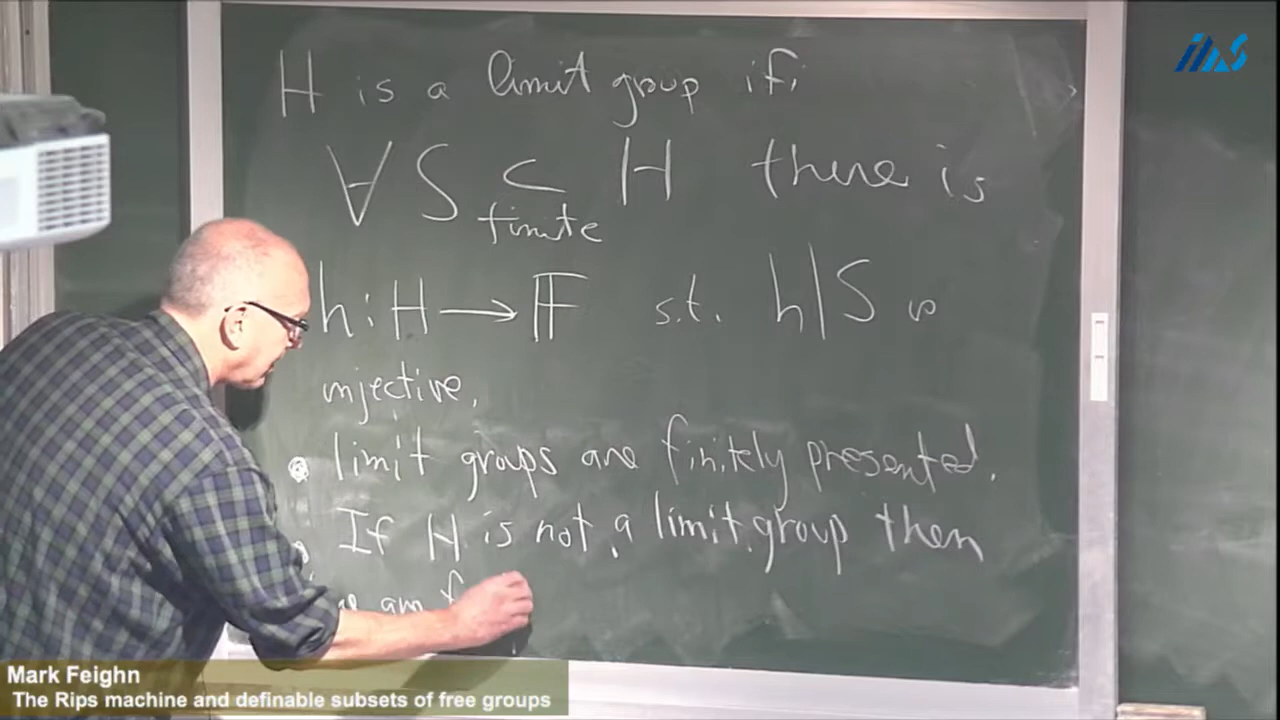 ihs
H is a limit group if:
∀ S ⊂ H there is
finite
h : H → 𝔽 s.t. h|S is
injective.
• limit groups are finitely presented.
• If H is not a limit group then
Mark Feighn
The Rips machine and definable subsets of free groups